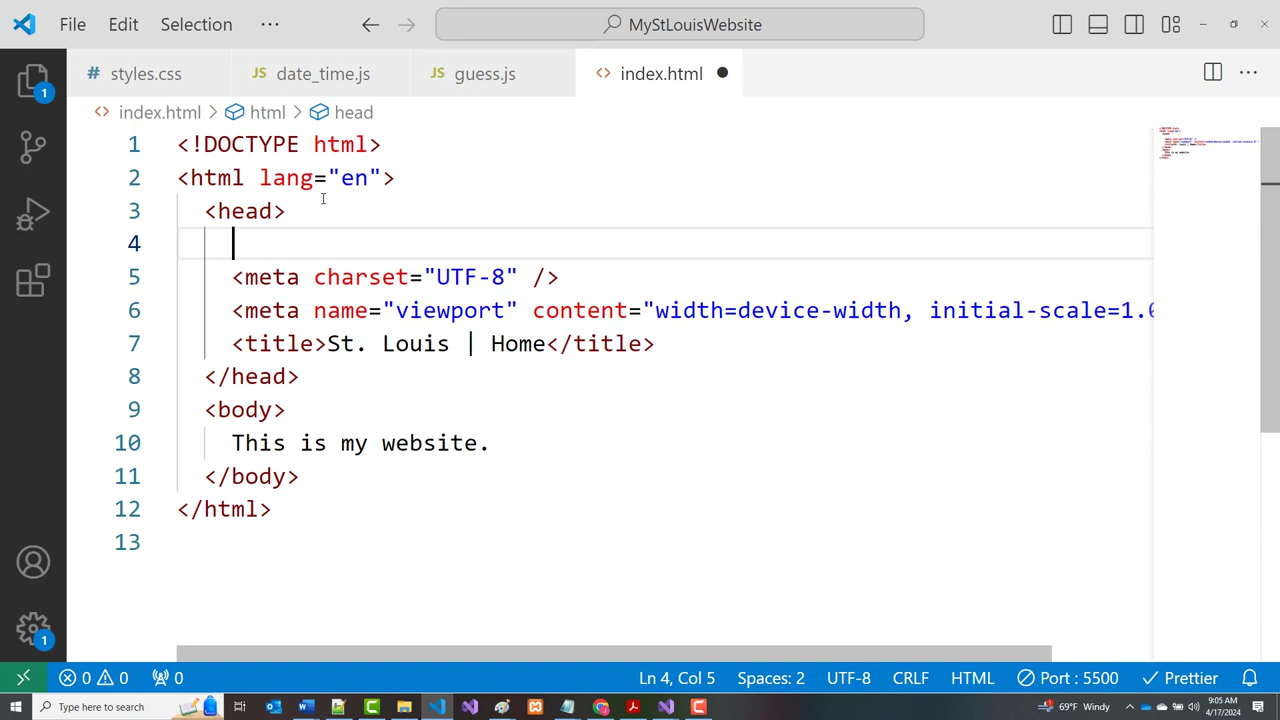 File Edit Selection ··· MyStLouisWebsite
# styles.css JS date_time.js JS guess.js <> index.html
<> index.html > html > head
1 <!DOCTYPE html>
2 <html lang="en">
3 <head>
4
5 <meta charset="UTF-8" />
6 <meta name="viewport" content="width=device-width, initial-scale=1.0
7 <title>St. Louis | Home</title>
8 </head>
9 <body>
10 This is my website.
11 </body>
12 </html>
13
1
1
0 0 0 Ln 4, Col 5 Spaces: 2 UTF-8 CRLF HTML Port : 5500 Prettier
Type here to search 69°F Windy 9:05 AM
4/17/2024